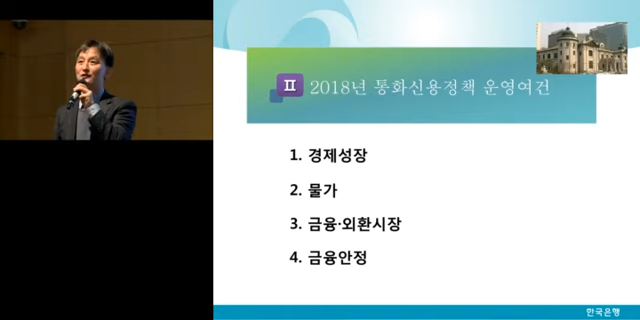 II 2018년 통화신용정책 운영여건
1. 경제성장
2. 물가
3. 금융·외환시장
4. 금융안정
한국은행